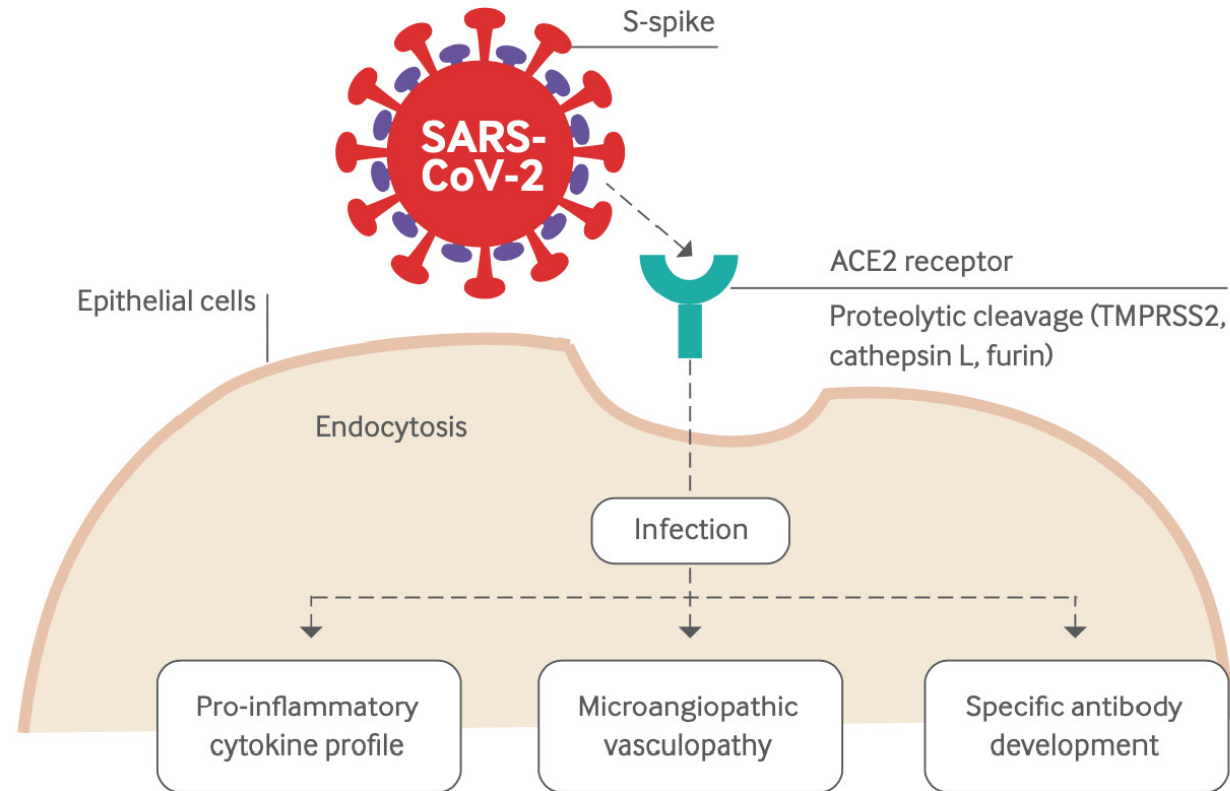 S-spike
SARS-
CoV-2
ACE2 receptor
Epithelial cells
Proteolytic cleavage (TMPRSS2,
cathepsin L, furin)
Endocytosis
Infection
Pro-inflammatory
cytokine profile
Microangiopathic
vasculopathy
Specific antibody
development